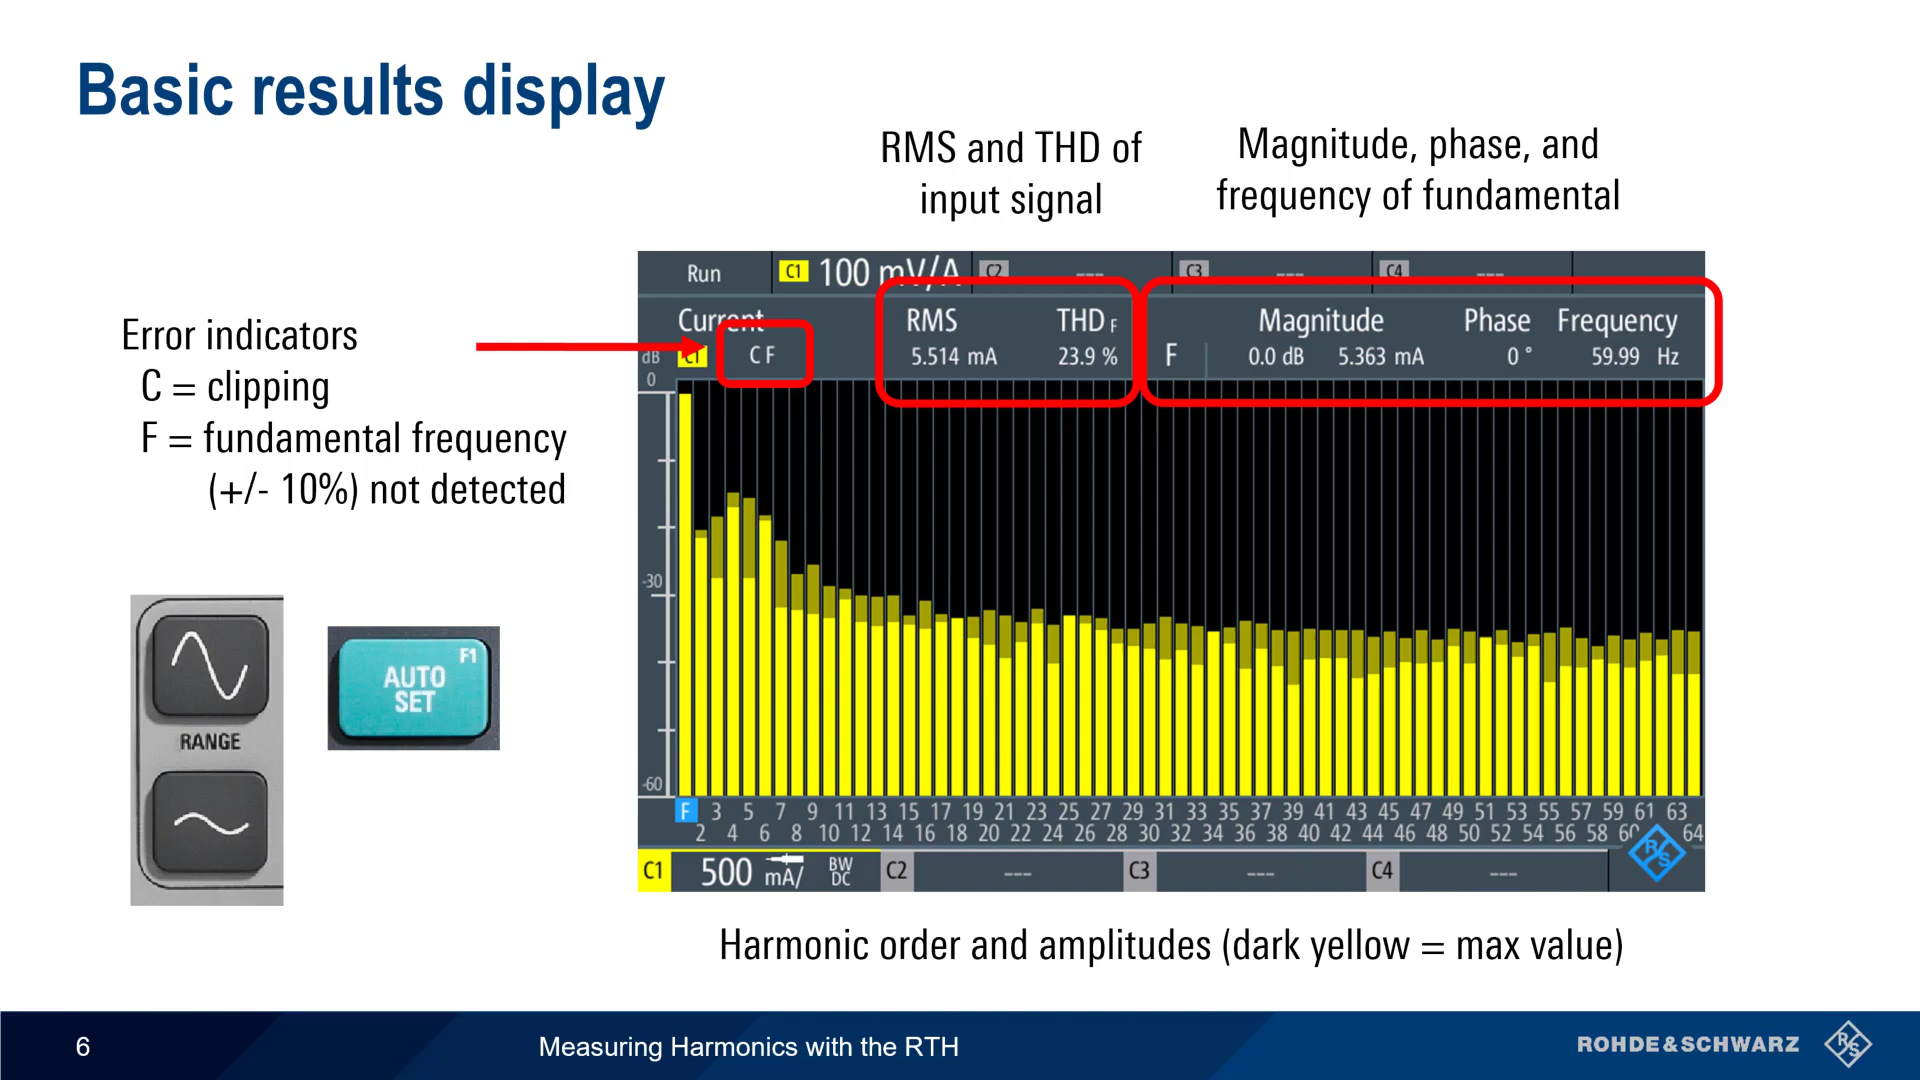 Basic results display
RMS and THD of
input signal
Magnitude, phase, and
frequency of fundamental
Error indicators
C = clipping
F = fundamental frequency
(+/- 10%) not detected
Run C1 100 mV/A C2 --- C3 --- C4 ---
Current RMS THD F Magnitude Phase Frequency
dB C1 C F 5.514 mA 23.9 % F 0.0 dB 5.363 mA 0 ° 59.99 Hz
0
-30
-60
F 3 5 7 9 11 13 15 17 19 21 23 25 27 29 31 33 35 37 39 41 43 45 47 49 51 53 55 57 59 61 63
2 4 6 8 10 12 14 16 18 20 22 24 26 28 30 32 34 36 38 40 42 44 46 48 50 52 54 56 58 60 64
C1 500 mA/ BW DC C2 --- C3 --- C4 ---
R&S
RANGE
AUTO SET F1
Harmonic order and amplitudes (dark yellow = max value)
6 Measuring Harmonics with the RTH ROHDE&SCHWARZ R&S